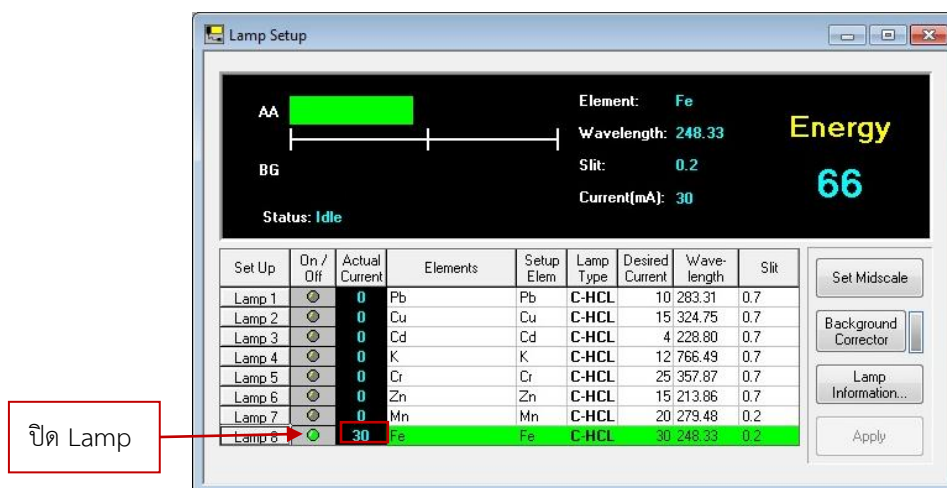 Lamp Setup
AA
BG
Status: Idle
Element: Fe
Wavelength: 248.33
Slit: 0.2
Current(mA): 30
Energy
66
Set Up On / Off Actual Current Elements Setup Elem Lamp Type Desired Current Wave-length Slit
Lamp 1 0 Pb Pb C-HCL 10 283.31 0.7
Lamp 2 0 Cu Cu C-HCL 15 324.75 0.7
Lamp 3 0 Cd Cd C-HCL 4 228.80 0.7
Lamp 4 0 K K C-HCL 12 766.49 0.7
Lamp 5 0 Cr Cr C-HCL 25 357.87 0.7
Lamp 6 0 Zn Zn C-HCL 15 213.86 0.7
Lamp 7 0 Mn Mn C-HCL 20 279.48 0.2
Lamp 8 30 Fe Fe C-HCL 30 248.33 0.2
Set Midscale
Background
Corrector
Lamp
Information...
Apply
ปิด Lamp